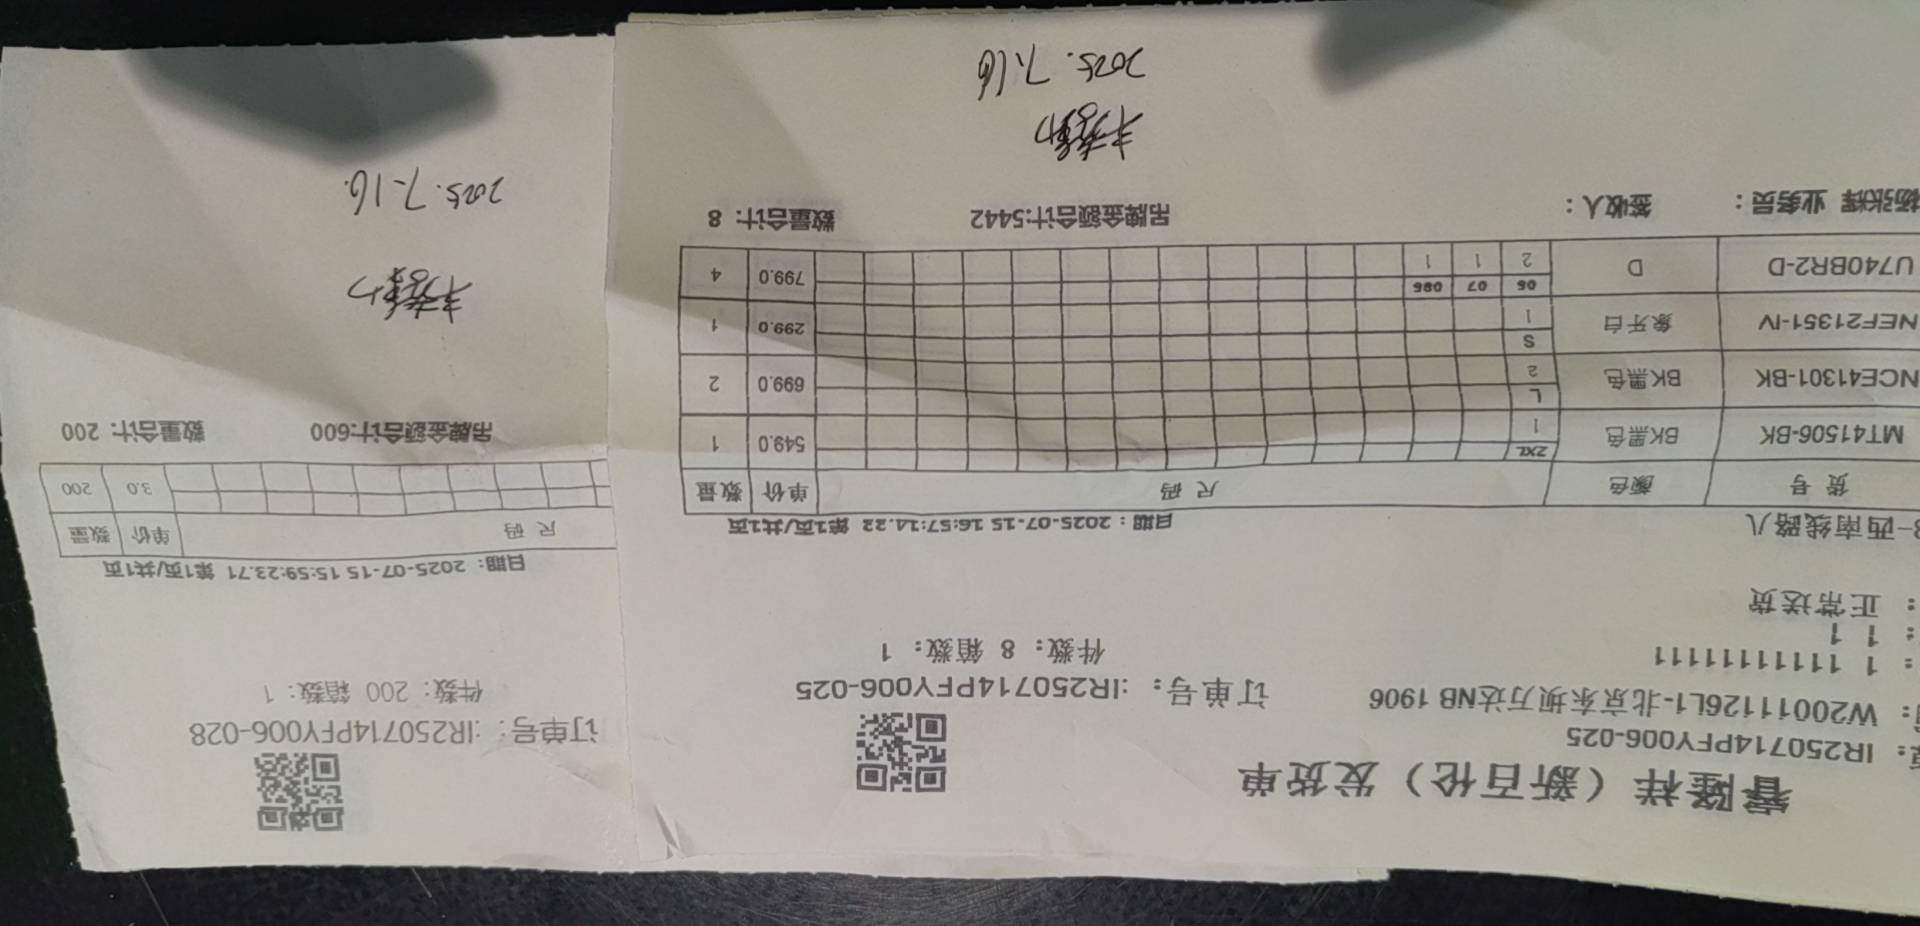 睿隆祥（新百伦）发货单
IR250714PFY006-025
W2001126L1-北京东坝万达NB 1906
: 1 11111111111
: 1 1
: 正常送货
-西南线路八
订单号: :IR250714PFY006-025
件数: 8 箱数: 1
日期: 2025-07-15 16:57:14.22 第1页/共1页
货 号 颜色 尺 码 单价 数量
MT41506-BK BK黑色 2XL 1 549.0 1
NCE41301-BK BK黑色 L 2 699.0 2
NEF21351-IV 象牙白 S 1 299.0 1
U740BR2-D D 06 07 086 2 1 1 799.0 4
业务员: 签收人: 吊牌金额合计:5442 数量合计: 8
2025.7.16
订单号: :IR250714PFY006-028
件数: 200 箱数: 1
日期: 2025-07-15 15:59:23.71 第1页/共1页
尺 码 单价 数量
3.0 200
吊牌金额合计:600 数量合计: 200
2025.7-16.